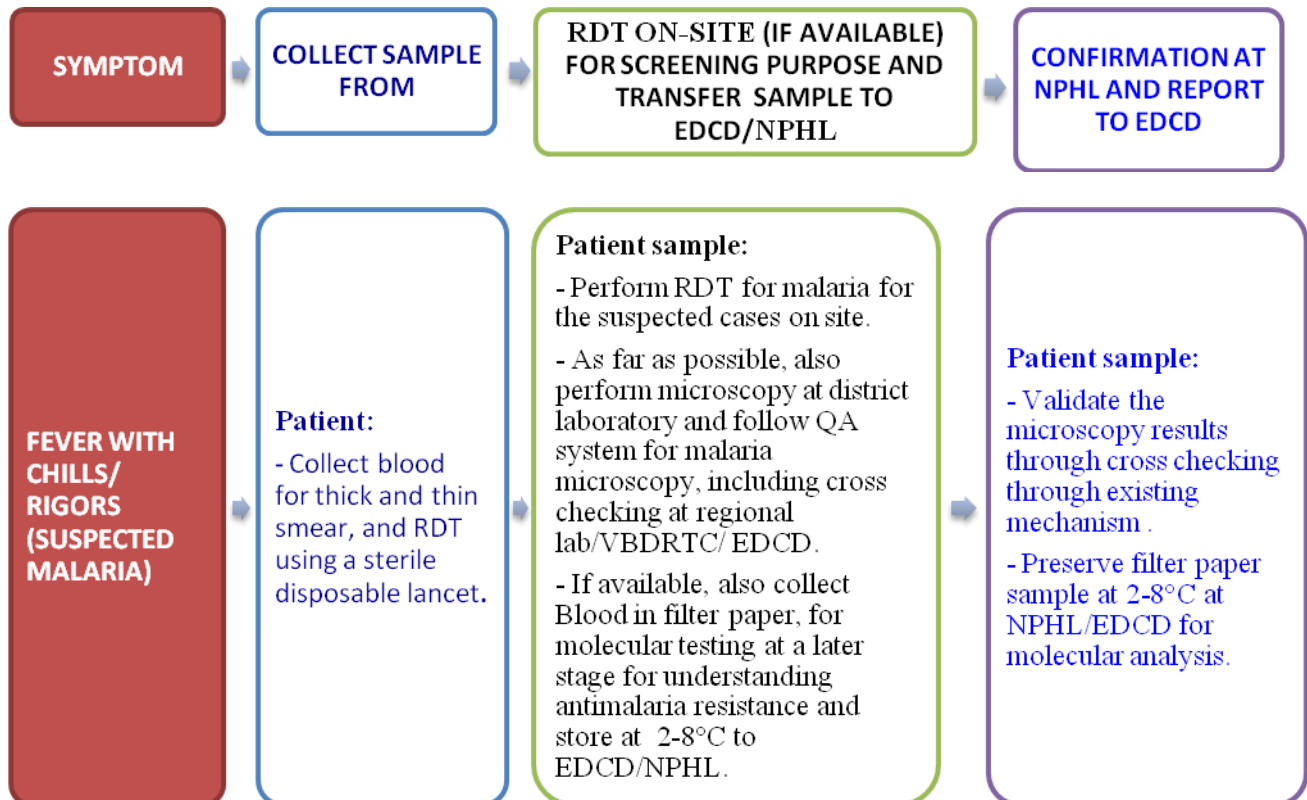 SYMPTOM
COLLECT SAMPLE
FROM
RDT ON-SITE (IF AVAILABLE)
FOR SCREENING PURPOSE AND
TRANSFER SAMPLE TO
EDCD/NPHL
CONFIRMATION AT
NPHL AND REPORT
TO EDCD
FEVER WITH
CHILLS/
RIGORS
(SUSPECTED
MALARIA)
Patient:
- Collect blood
for thick and thin
smear, and RDT
using a sterile
disposable lancet.
Patient sample:
- Perform RDT for malaria for
the suspected cases on site.
- As far as possible, also
perform microscopy at district
laboratory and follow QA
system for malaria
microscopy, including cross
checking at regional
lab/VBDRTC/ EDCD.
- If available, also collect
Blood in filter paper, for
molecular testing at a later
stage for understanding
antimalaria resistance and
store at 2-8°C to
EDCD/NPHL.
Patient sample:
- Validate the
microscopy results
through cross checking
through existing
mechanism .
- Preserve filter paper
sample at 2-8°C at
NPHL/EDCD for
molecular analysis.